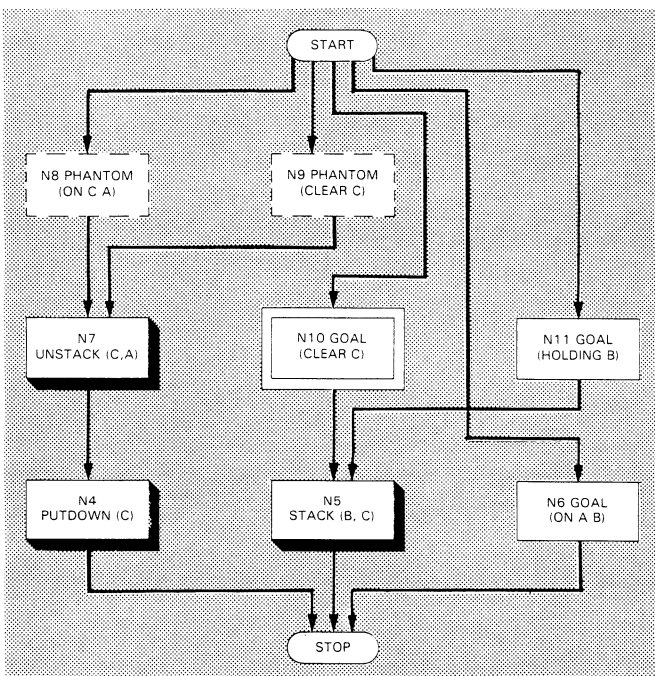 START
N8 PHANTOM
(ON C A)
N9 PHANTOM
(CLEAR C)
N7
UNSTACK (C,A)
N10 GOAL
(CLEAR C)
N11 GOAL
(HOLDING B)
N4
PUTDOWN (C)
N5
STACK (B, C)
N6 GOAL
(ON A B)
STOP